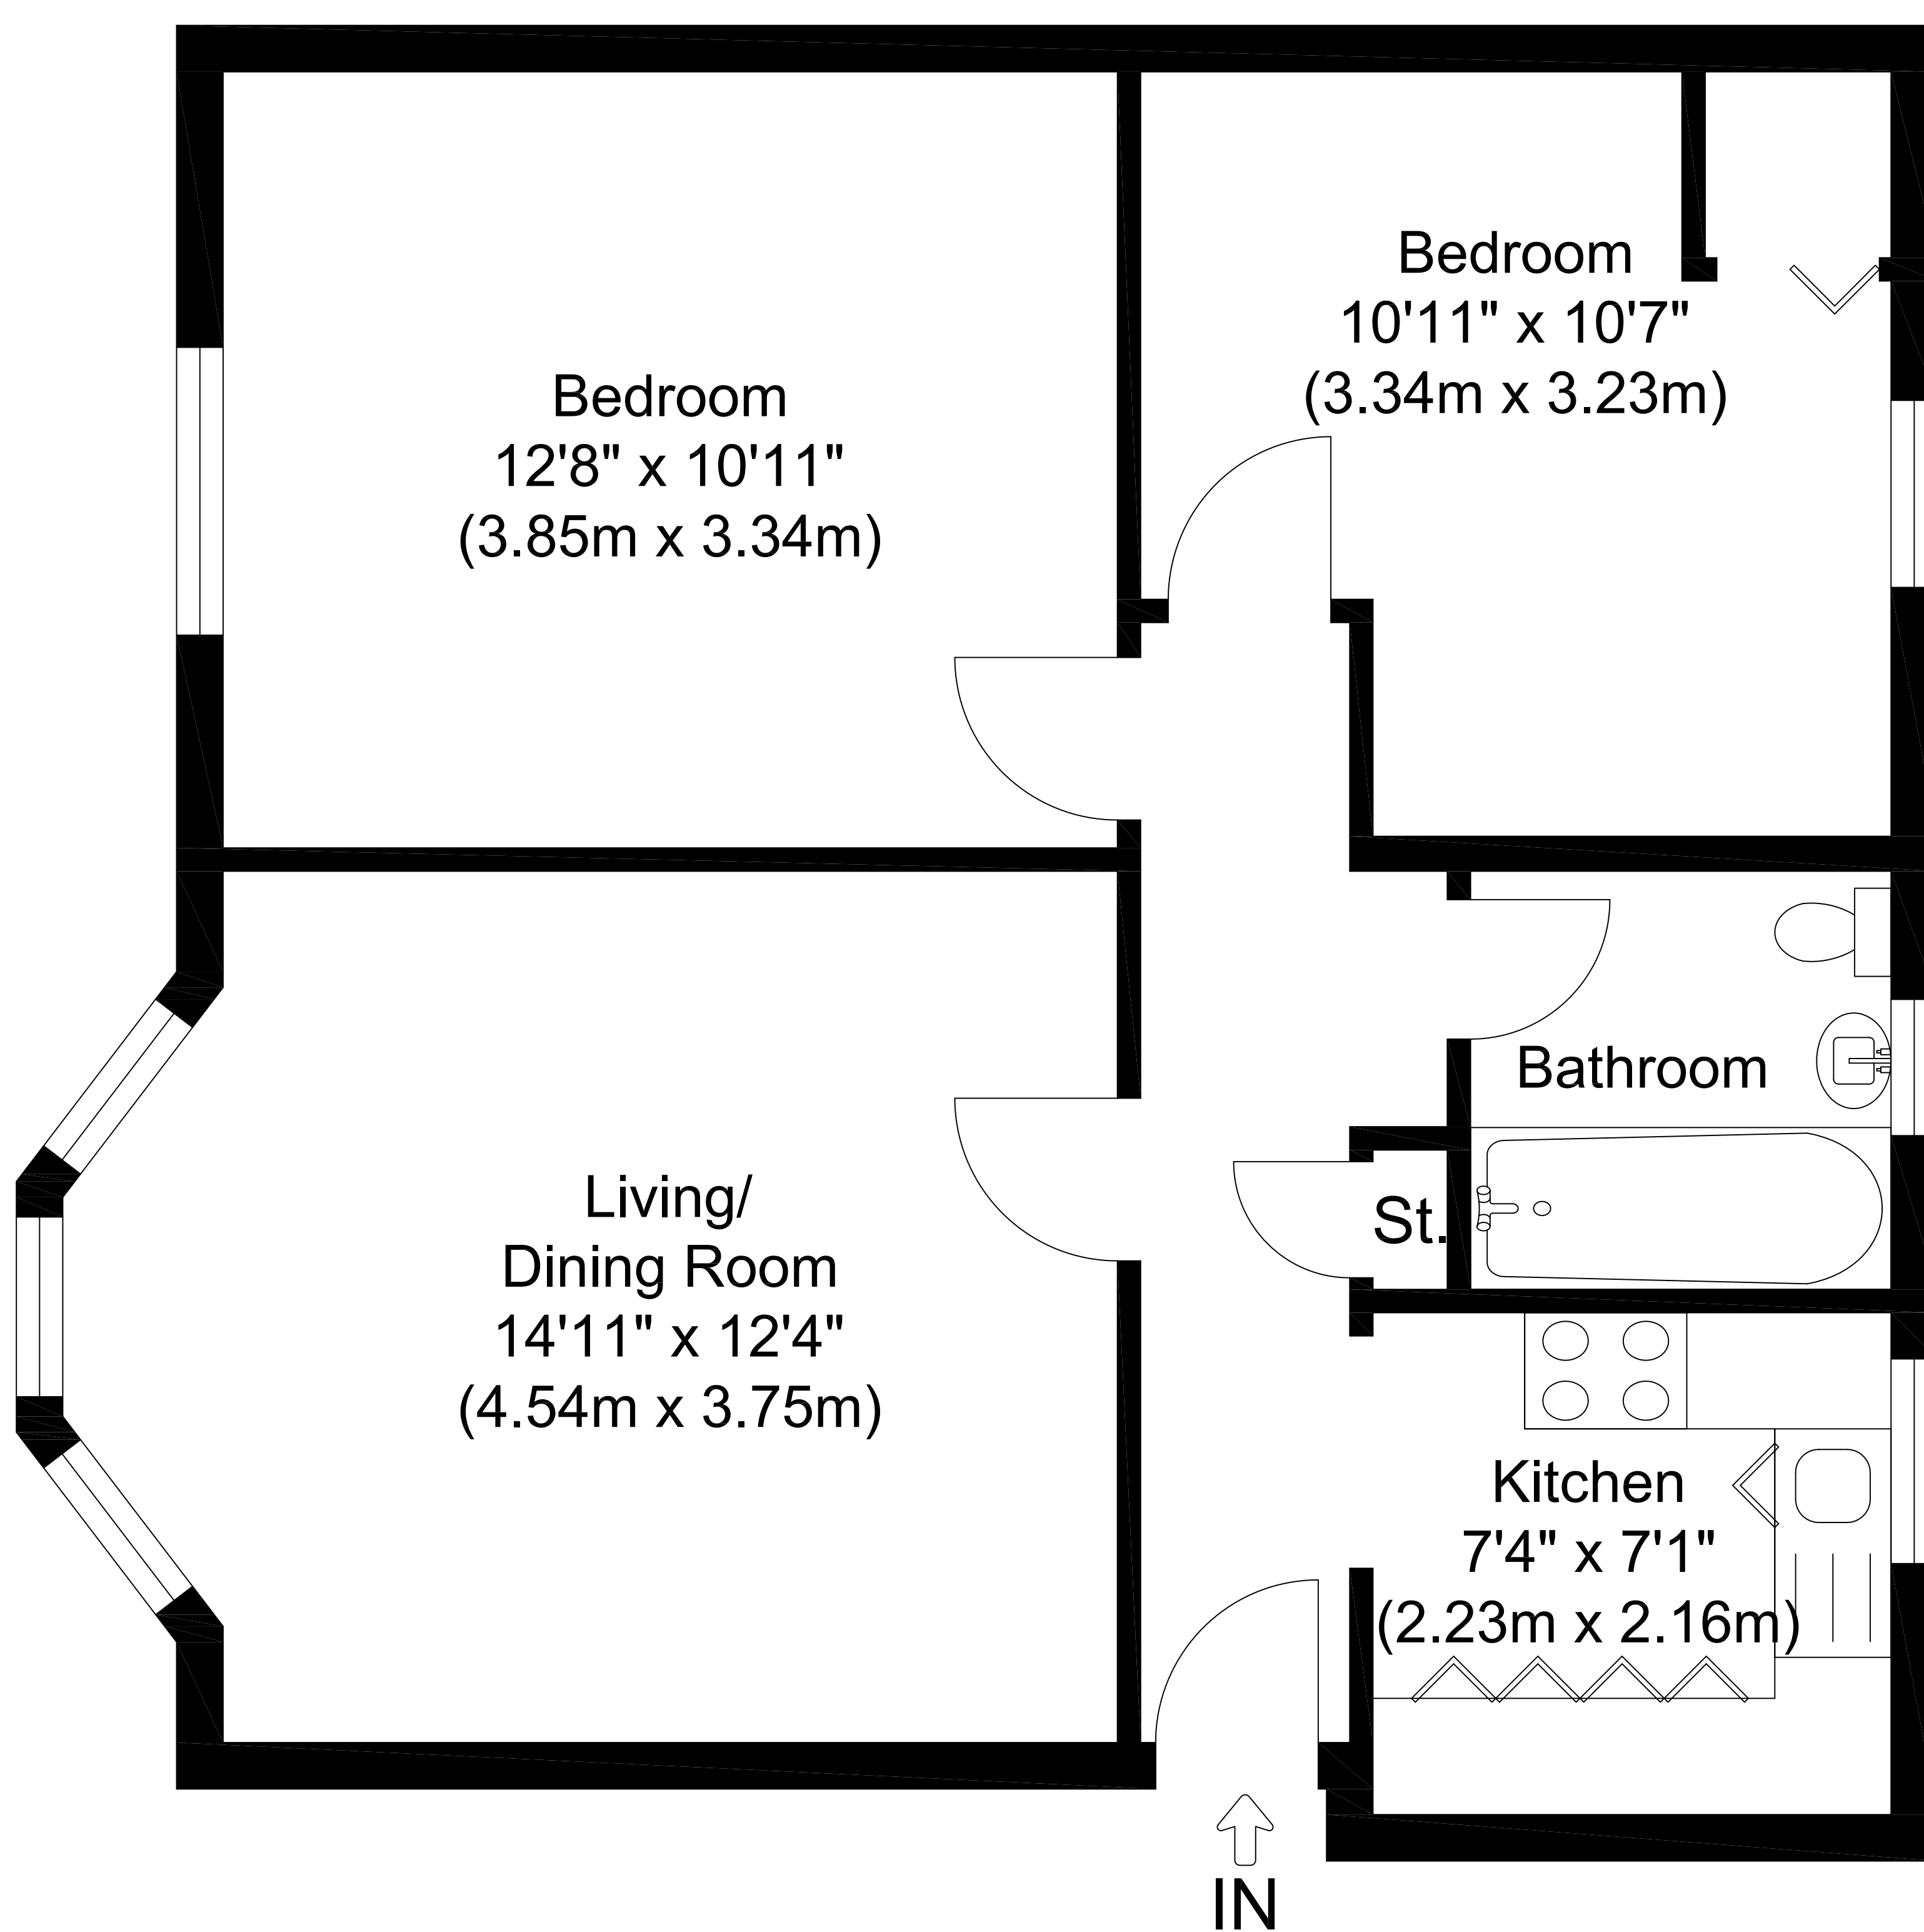 Bedroom
12'8" x 10'11"
(3.85m x 3.34m)
Bedroom
10'11" x 10'7"
(3.34m x 3.23m)
Bathroom
St.
Living/
Dining Room
14'11" x 12'4"
(4.54m x 3.75m)
Kitchen
7'4" x 7'1"
(2.23m x 2.16m)
IN